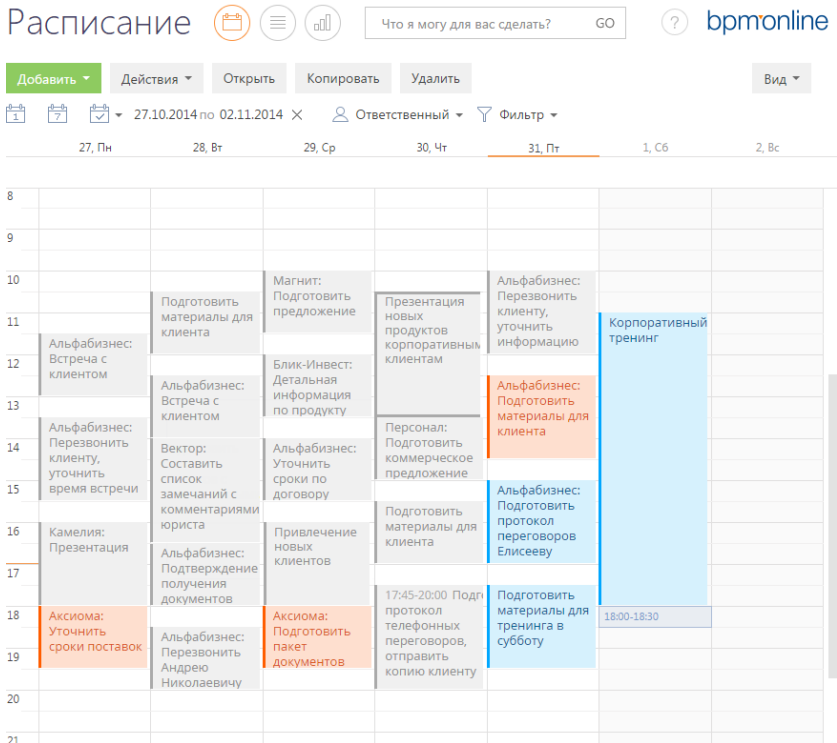 Расписание
Что я могу для вас сделать? GO
?
bpm'online
Добавить
Действия
Открыть
Копировать
Удалить
Вид
1
7
27.10.2014 по 02.11.2014
Ответственный
Фильтр
27, Пн
28, Вт
29, Ср
30, Чт
31, Пт
1, Сб
2, Вс
8
9
10
11
12
13
14
15
16
17
18
19
20
21
Альфабизнес:
Встреча с
клиентом
Альфабизнес:
Перезвонить
клиенту,
уточнить
время встречи
Камелия:
Презентация
Аксиома:
Уточнить
сроки поставок
Подготовить
материалы для
клиента
Альфабизнес:
Встреча с
клиентом
Вектор:
Составить
список
замечаний с
комментариями
юриста
Альфабизнес:
Подтверждение
получения
документов
Альфабизнес:
Перезвонить
Андрею
Николаевичу
Магнит:
Подготовить
предложение
Блик-Инвест:
Детальная
информация
по продукту
Альфабизнес:
Уточнить
сроки по
договору
Привлечение
новых
клиентов
Аксиома:
Подготовить
пакет
документов
Презентация
новых
продуктов
корпоративным
клиентам
Персонал:
Подготовить
коммерческое
предложение
Подготовить
материалы для
клиента
17:45-20:00 Подг
протокол
телефонных
переговоров,
отправить
копию клиенту
Альфабизнес:
Перезвонить
клиенту,
уточнить
информацию
Альфабизнес:
Подготовить
материалы для
клиента
Альфабизнес:
Подготовить
протокол
переговоров
Елисееву
Подготовить
материалы для
тренинга в
субботу
Корпоративный
тренинг
18:00-18:30